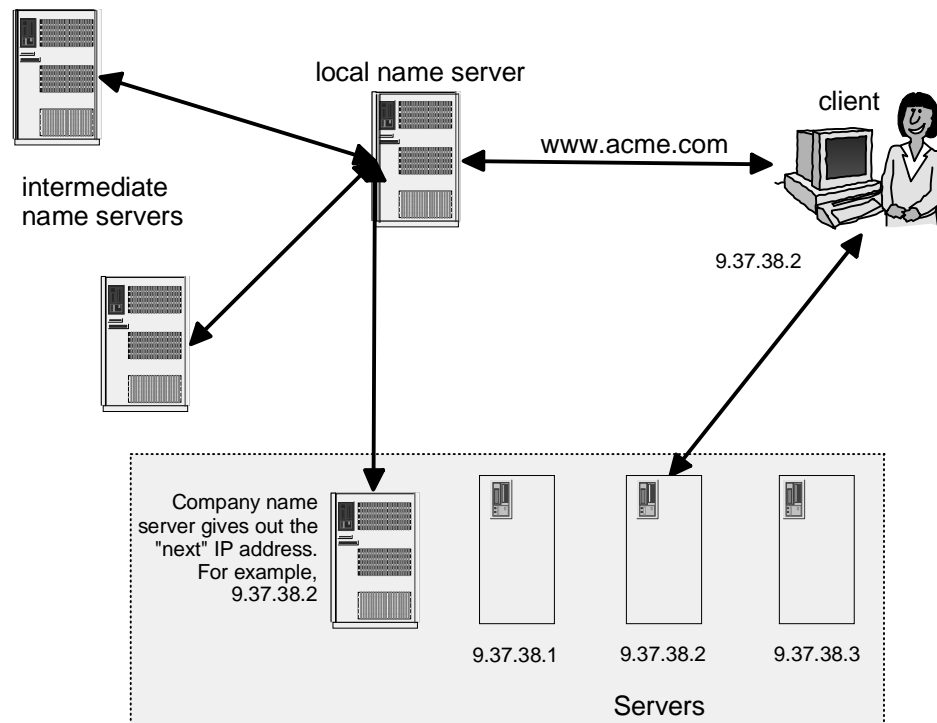 local name server
client
www.acme.com
intermediate
name servers
9.37.38.2
Company name
server gives out the
"next" IP address.
For example,
9.37.38.2
9.37.38.1
9.37.38.2
9.37.38.3
Servers